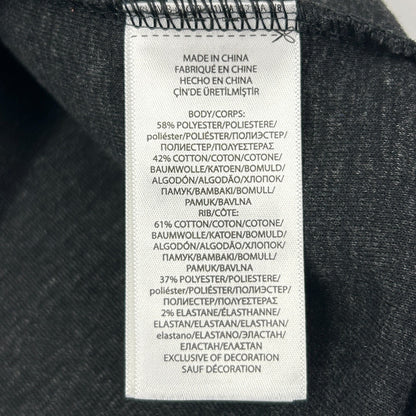 MADE IN CHINA
FABRIQUÉ EN CHINE
HECHO EN CHINA
ÇİN'DE ÜRETİLMİŞTİR
BODY/CORPS:
58% POLYESTER/POLIESTERE/
poliéster/POLIÉSTER/ПОЛИЭСТЕР/
ПОЛИЕСТЕР/ΠΟΛΥΕΣΤΕΡΑΣ
42% COTTON/COTON/COTONE/
BAUMWOLLE/KATOEN/BOMULD/
ALGODÓN/ALGODÃO/ХЛОПОК/
ПАМУК/BAMBAKI/BOMULL/
PAMUK/BAVLNA
RIB/CÔTE:
61% COTTON/COTON/COTONE/
BAUMWOLLE/KATOEN/BOMULD/
ALGODÓN/ALGODÃO/ХЛОПОК/
ПАМУК/BAMBAKI/BOMULL/
PAMUK/BAVLNA
37% POLYESTER/POLIESTERE/
poliéster/POLIÉSTER/ПОЛИЭСТЕР/
ПОЛИЕСТЕР/ΠΟΛΥΕΣΤΕΡΑΣ
2% ELASTANE/ÉLASTHANNE/
ELASTAN/ELASTAAN/ELASTHAN/
elastano/ELASTANO/ЭЛАСТАН/
ЕЛАСТАН/ΕΛΑΣΤΑΝ
EXCLUSIVE OF DECORATION
SAUF DÉCORATION